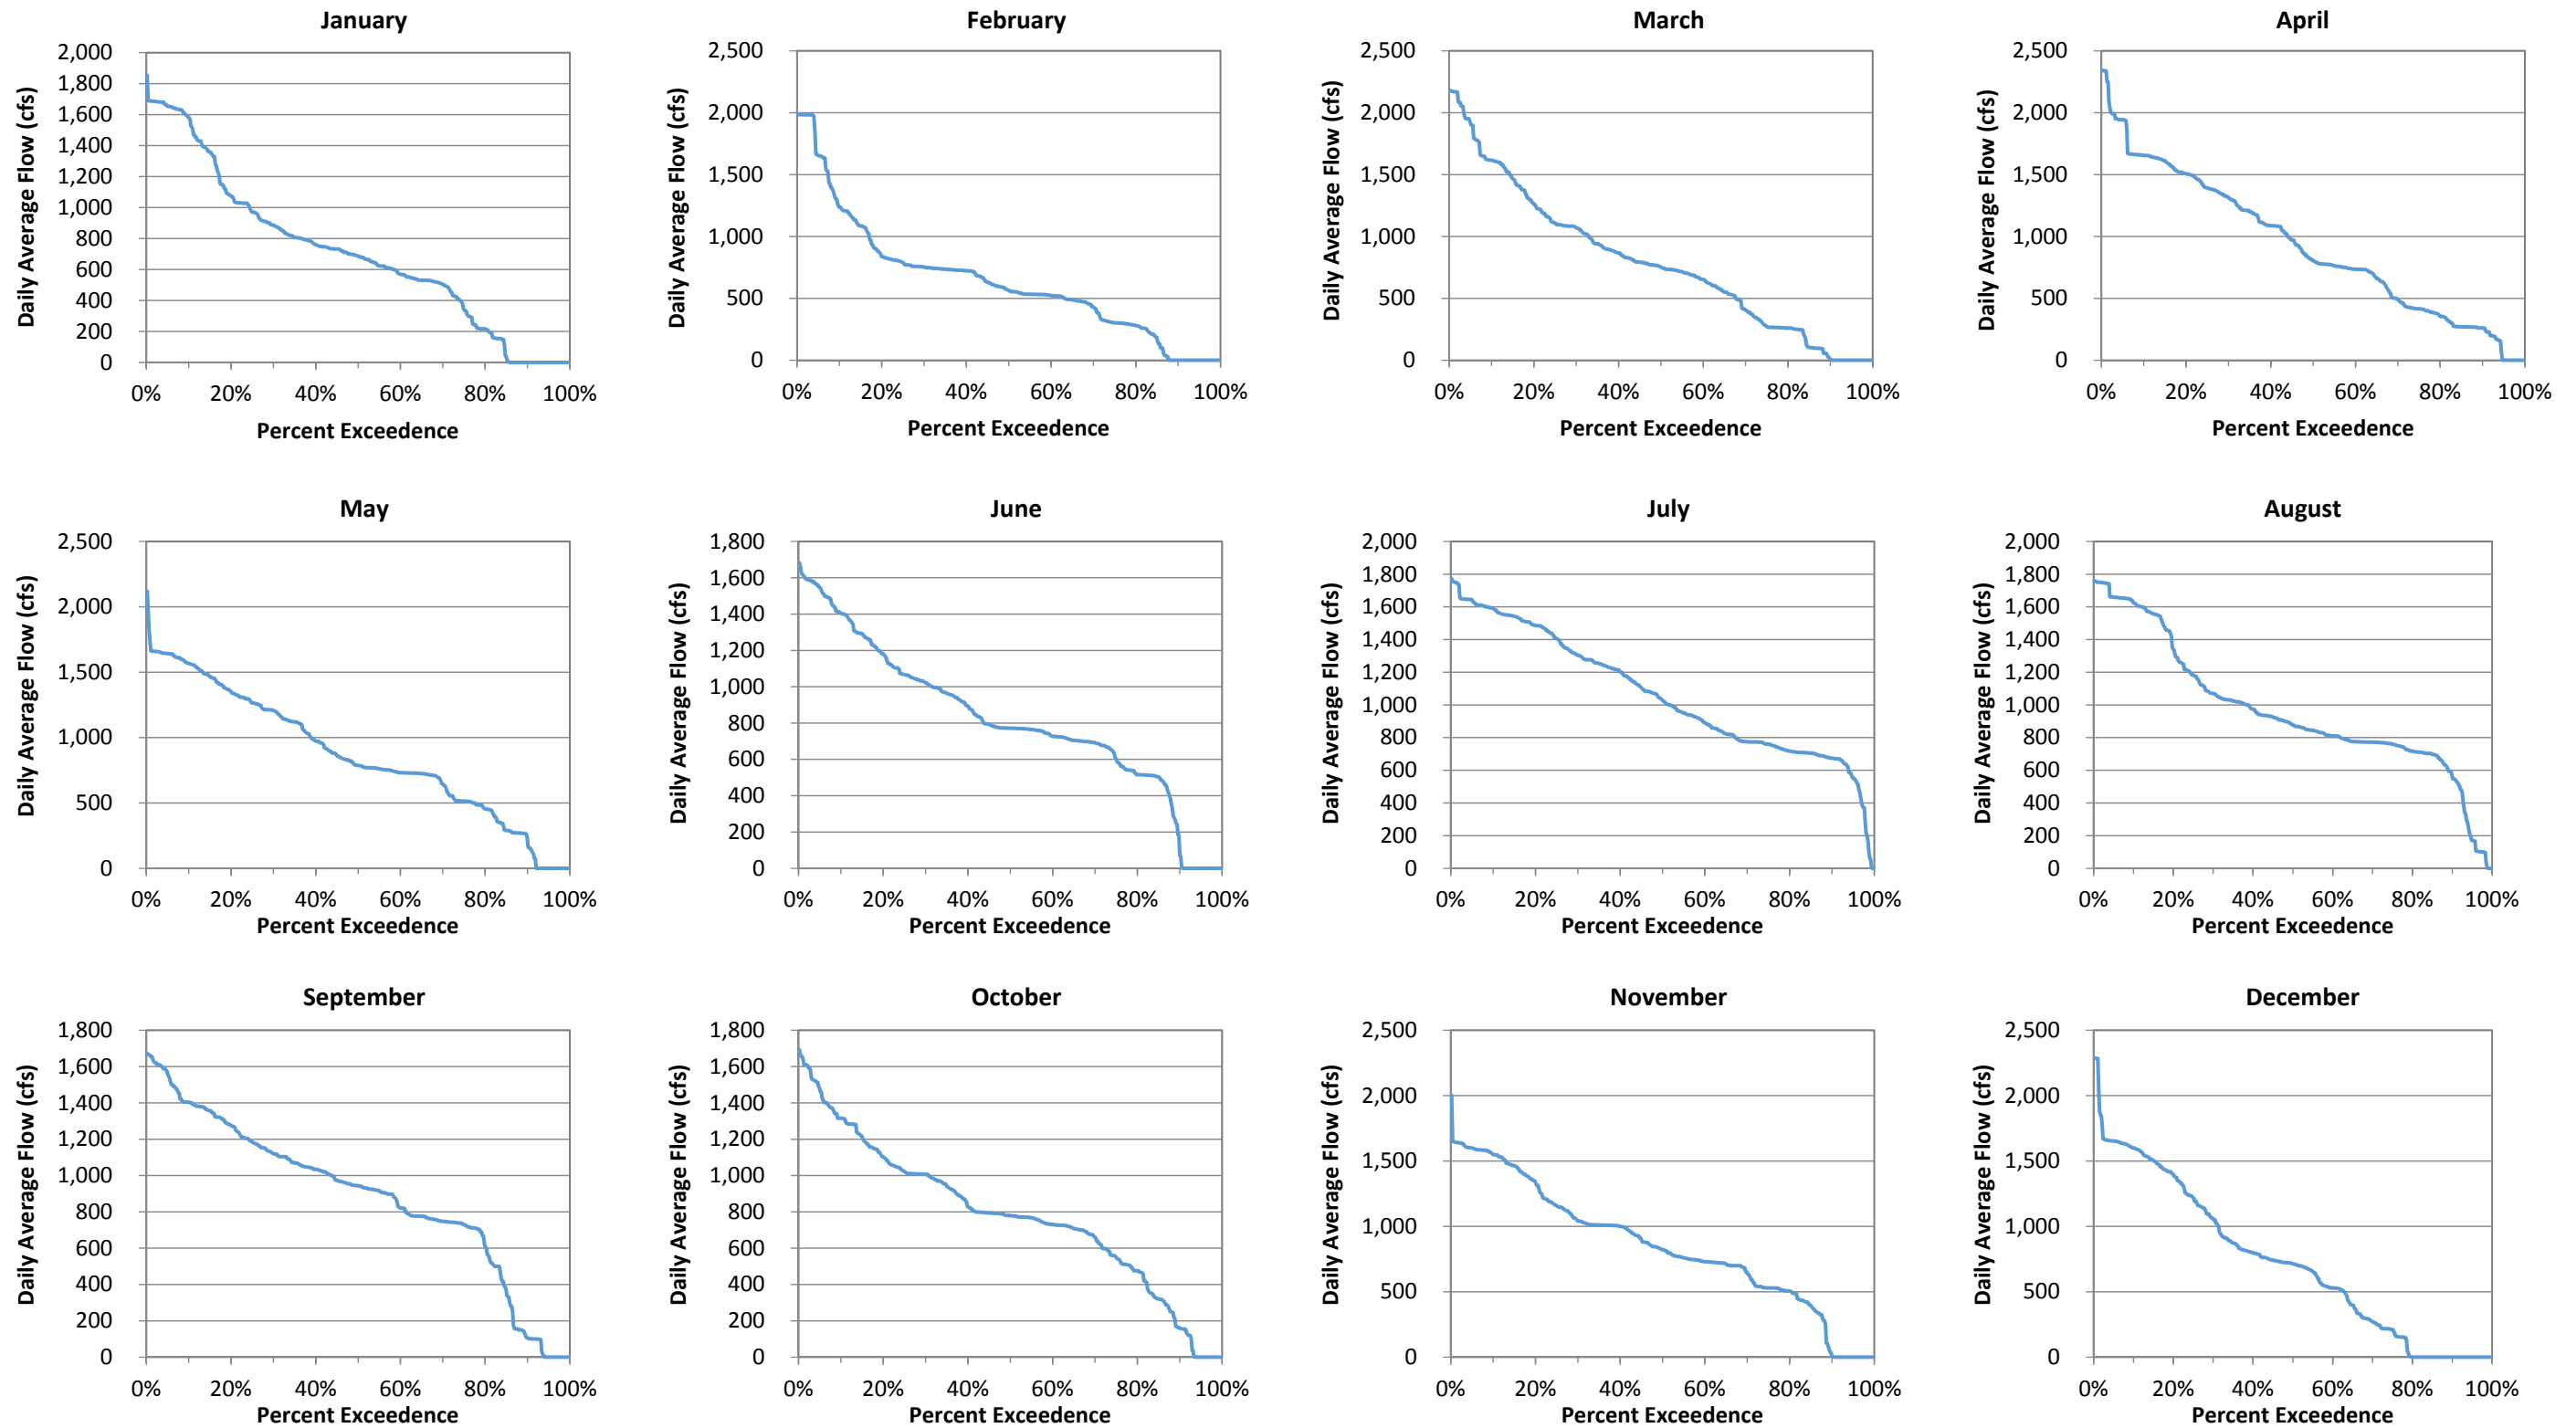 January
2,000
1,800
1,600
1,400
1,200
1,000
800
600
400
200
0
Daily Average Flow (cfs)
0% 20% 40% 60% 80% 100%
Percent Exceedence
February
2,500
2,000
1,500
1,000
500
0
Daily Average Flow (cfs)
0% 20% 40% 60% 80% 100%
Percent Exceedence
March
2,500
2,000
1,500
1,000
500
0
Daily Average Flow (cfs)
0% 20% 40% 60% 80% 100%
Percent Exceedence
April
2,500
2,000
1,500
1,000
500
0
Daily Average Flow (cfs)
0% 20% 40% 60% 80% 100%
Percent Exceedence
May
2,500
2,000
1,500
1,000
500
0
Daily Average Flow (cfs)
0% 20% 40% 60% 80% 100%
Percent Exceedence
June
1,800
1,600
1,400
1,200
1,000
800
600
400
200
0
Daily Average Flow (cfs)
0% 20% 40% 60% 80% 100%
Percent Exceedence
July
2,000
1,800
1,600
1,400
1,200
1,000
800
600
400
200
0
Daily Average Flow (cfs)
0% 20% 40% 60% 80% 100%
Percent Exceedence
August
2,000
1,800
1,600
1,400
1,200
1,000
800
600
400
200
0
Daily Average Flow (cfs)
0% 20% 40% 60% 80% 100%
Percent Exceedence
September
1,800
1,600
1,400
1,200
1,000
800
600
400
200
0
Daily Average Flow (cfs)
0% 20% 40% 60% 80% 100%
Percent Exceedence
October
1,800
1,600
1,400
1,200
1,000
800
600
400
200
0
Daily Average Flow (cfs)
0% 20% 40% 60% 80% 100%
Percent Exceedence
November
2,500
2,000
1,500
1,000
500
0
Daily Average Flow (cfs)
0% 20% 40% 60% 80% 100%
Percent Exceedence
December
2,500
2,000
1,500
1,000
500
0
Daily Average Flow (cfs)
0% 20% 40% 60% 80% 100%
Percent Exceedence